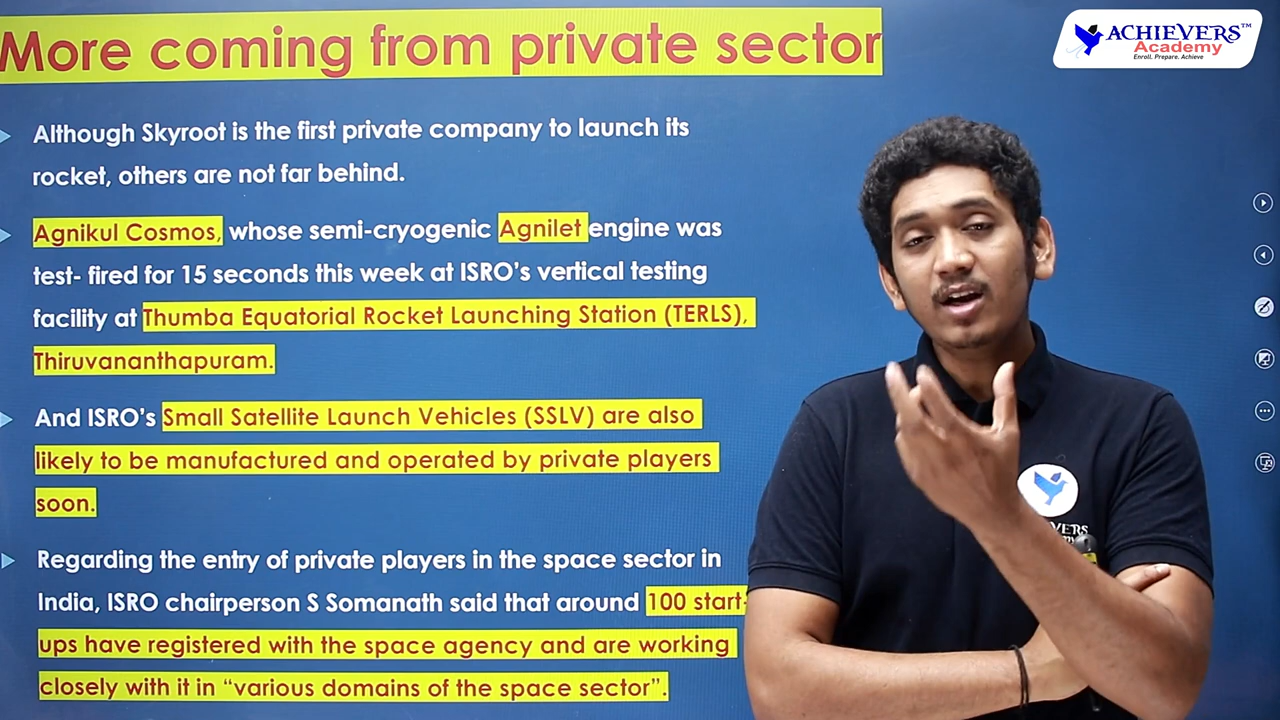 More coming from private sector
ACHIEVERS™
Academy
Enroll. Prepare. Achieve
Although Skyroot is the first private company to launch its
rocket, others are not far behind.
Agnikul Cosmos, whose semi-cryogenic Agnilet engine was
test- fired for 15 seconds this week at ISRO's vertical testing
facility at Thumba Equatorial Rocket Launching Station (TERLS),
Thiruvananthapuram.
And ISRO's Small Satellite Launch Vehicles (SSLV) are also
likely to be manufactured and operated by private players
soon.
Regarding the entry of private players in the space sector in
India, ISRO chairperson S Somanath said that around 100 start-
ups have registered with the space agency and are working
closely with it in “various domains of the space sector”.